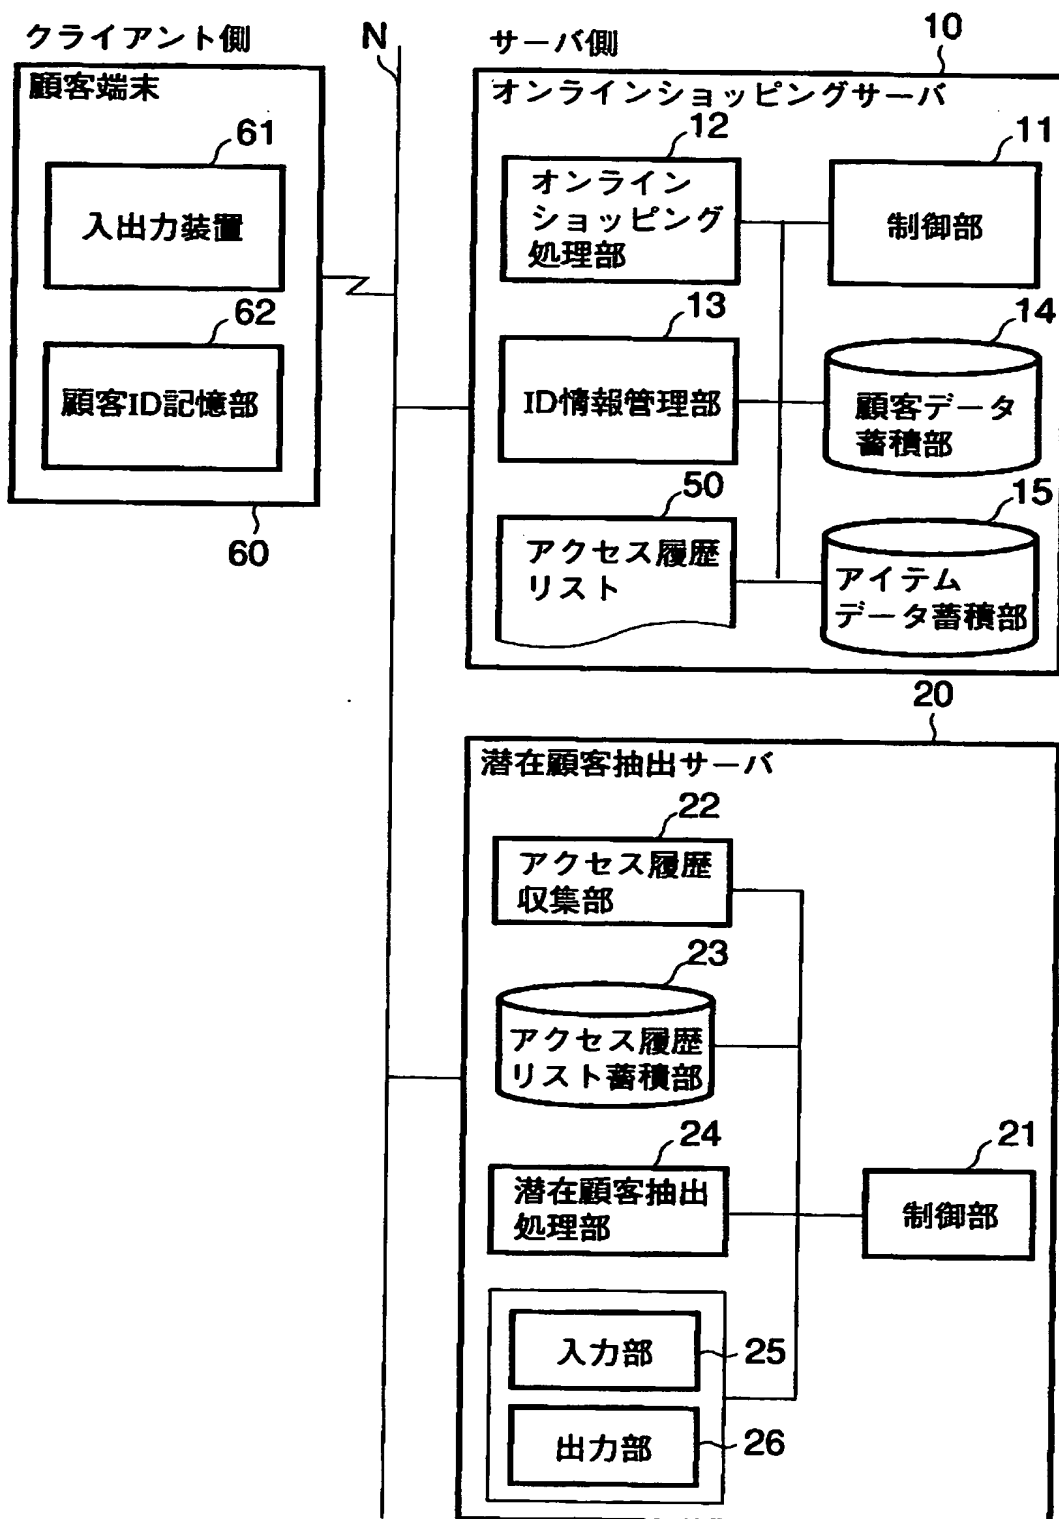 クライアント側
N
サーバ側
10
顧客端末
オンラインショッピングサーバ
61
12
11
入出力装置
オンライン
ショッピング
処理部
制御部
62
13
14
顧客ID記憶部
ID情報管理部
顧客データ
蓄積部
60
50
15
アクセス履歴
リスト
アイテム
データ蓄積部
20
潜在顧客抽出サーバ
22
アクセス履歴
収集部
23
アクセス履歴
リスト蓄積部
24
21
潜在顧客抽出
処理部
制御部
入力部
25
出力部
26